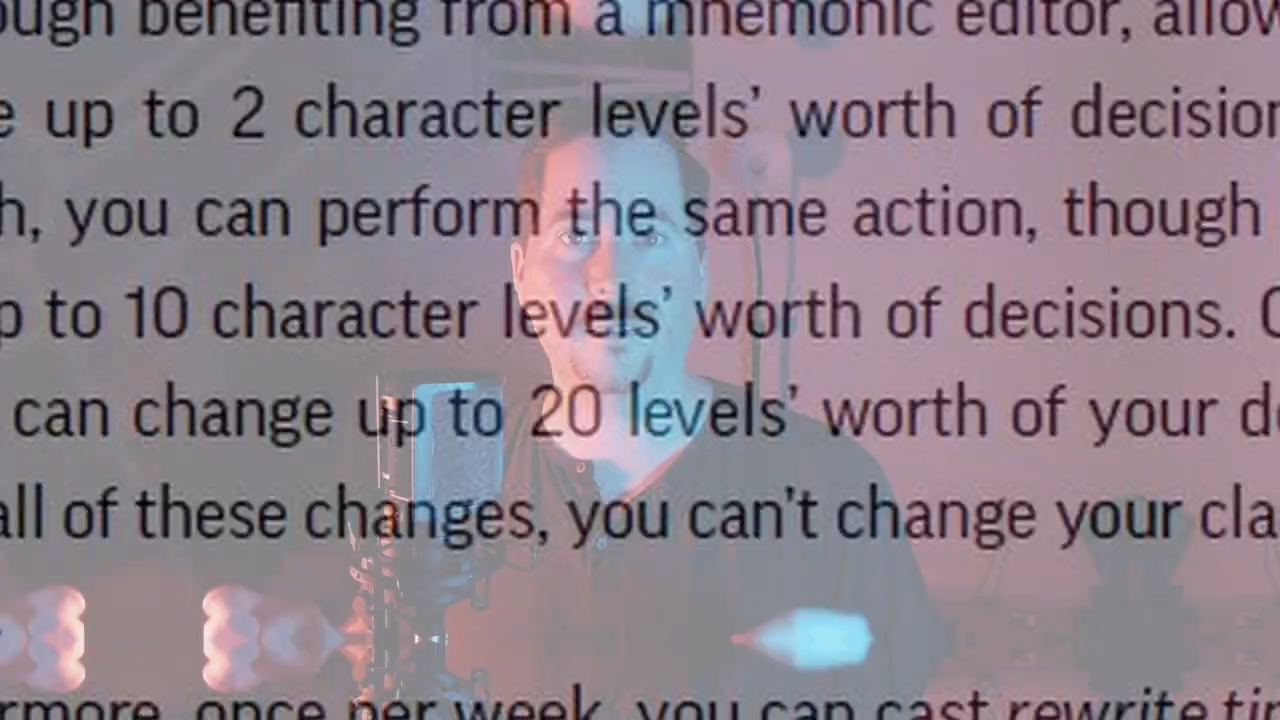 ough benefiting from a mnemonic editor, allow
e up to 2 character levels' worth of decision
h, you can perform the same action, though
p to 10 character levels' worth of decisions.
can change up to 20 levels' worth of your de
all of these changes, you can't change your cla
rmore, once per week, you can cast rewrite tim